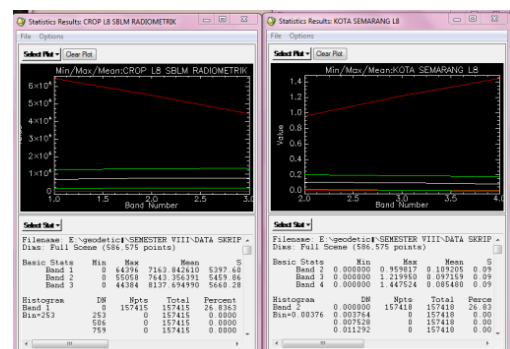 Statistics Results: CROP L8 SBLM RADIOMETRIK
File Options
Select Plot Clear Plot
Min/Max/Mean:CROP L8 SBLM RADIOMETRIK
6×10⁴
5×10⁴
4×10⁴
3×10⁴
2×10⁴
1×10⁴
0
1.0 1.5 2.0 2.5 3.0
Band Number
Select Stat
Filename: E:\geodetic\SEMESTER VIII\DATA SKRIP
Dims: Full Scene (586,575 points)
Basic Stats Min Max Mean S
Band 1 0 64396 7163.842610 5397.60
Band 2 0 55058 7643.356391 5459.86
Band 3 0 44384 8137.694990 5660.28
Histogram DN Npts Total Percent
Band 1 0 157415 157415 26.8363
Bin=253 253 0 157415 0.0000
506 0 157415 0.0000
759 0 157415 0.0000
Statistics Results: KOTA SEMARANG L8
File Options
Select Plot Clear Plot
Min/Max/Mean:KOTA SEMARANG L8
Value
1.4
1.2
1.0
0.8
0.6
0.4
0.2
0.0
2.0 2.5 3.0 3.5 4.0
Band Number
Select Stat
Filename: E:\geodetic\SEMESTER VIII\DATA SKRIP
Dims: Full Scene (586,575 points)
Basic Stats Min Max Mean S
Band 2 0.000000 0.959817 0.109205 0.09
Band 3 0.000000 1.219950 0.097159 0.09
Band 4 0.000000 1.447524 0.085480 0.09
Histogram DN Npts Total Perce
Band 2 0.000000 157418 157418 26.83
Bin=0.00376 0.003764 0 157418 0.00
0.007528 0 157418 0.00
0.011292 0 157418 0.00